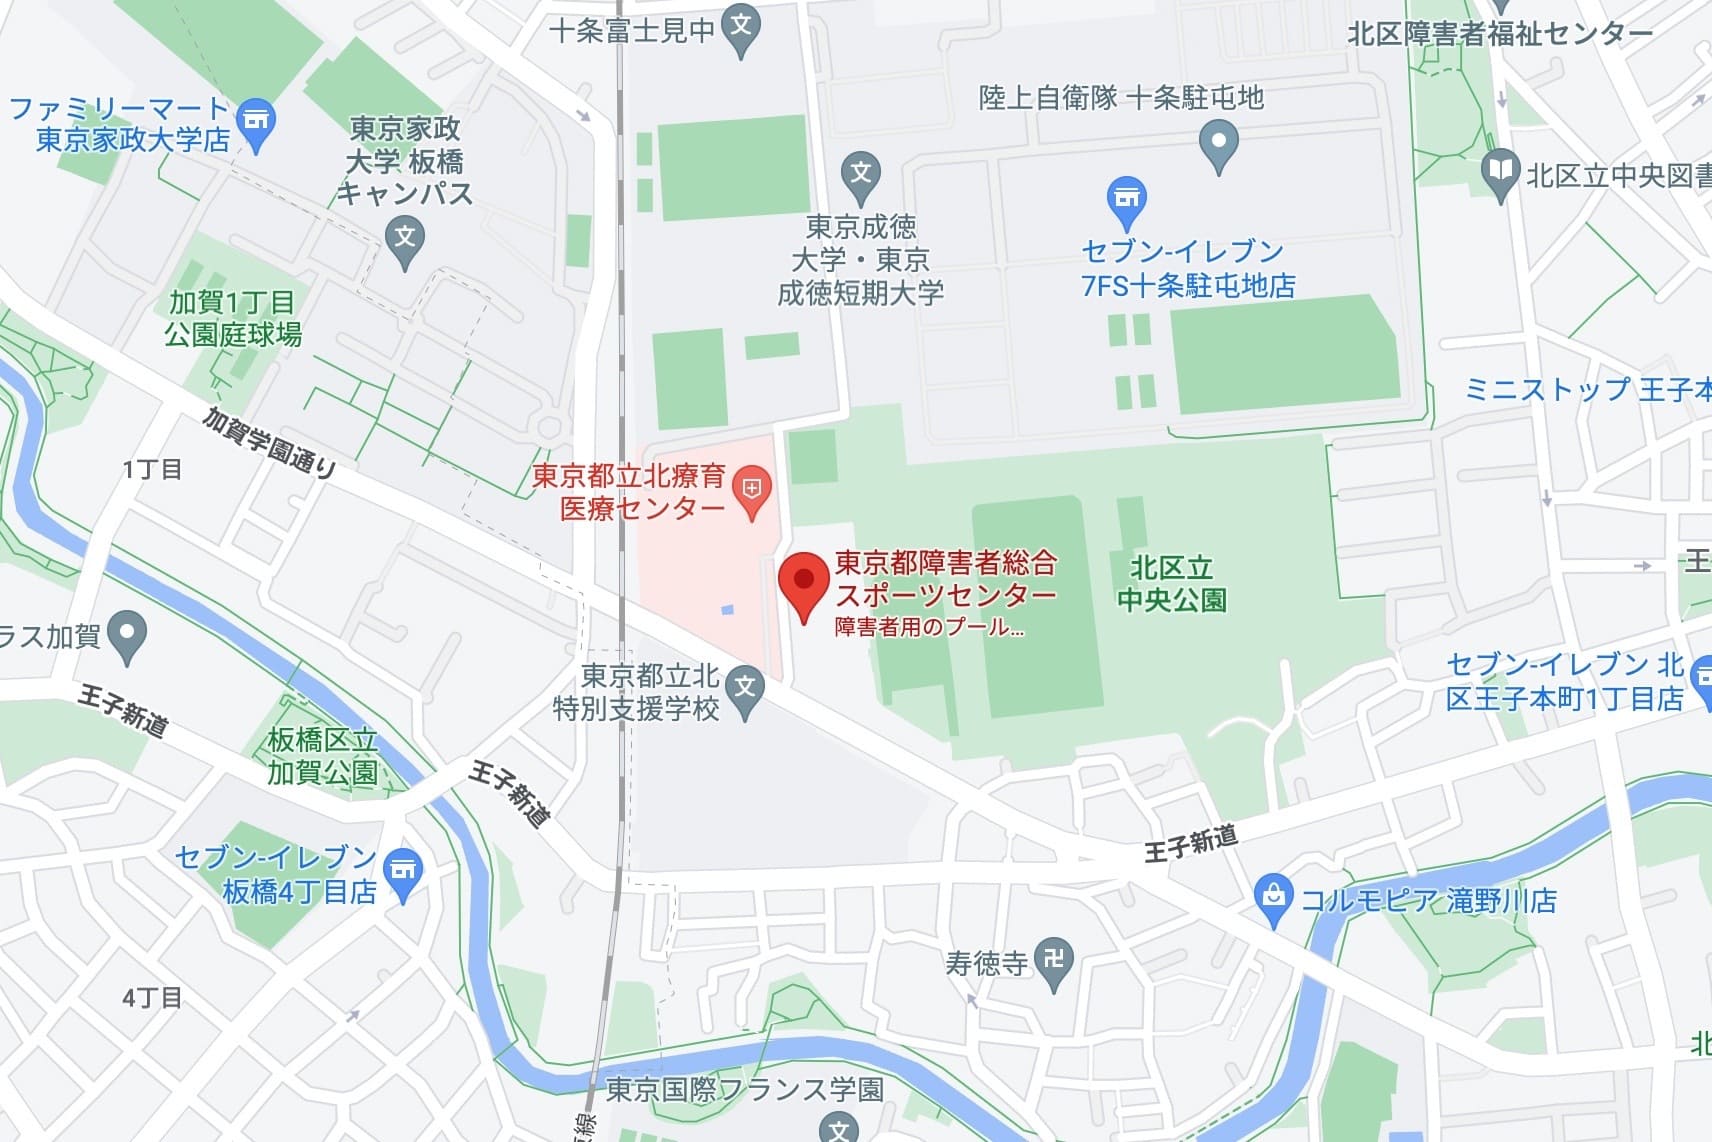 十条富士見中
北区障害者福祉センター
ファミリーマート
東京家政大学店
東京家政
大学 板橋
キャンパス
陸上自衛隊 十条駐屯地
北区立中央図書
東京成徳
大学・東京
成徳短期大学
セブン-イレブン
7FS十条駐屯地店
加賀1丁目
公園庭球場
ミニストップ 王子本
加賀学園通り
1丁目
東京都立北療育
医療センター
東京都障害者総合
スポーツセンター
障害者用のプール...
北区立
中央公園
王
ラス加賀
東京都立北
特別支援学校
セブン-イレブン 北
区王子本町1丁目店
王子新道
板橋区立
加賀公園
王子新道
王子新道
セブン-イレブン
板橋4丁目店
コルモピア 滝野川店
寿徳寺
4丁目
北
東京国際フランス学園
線